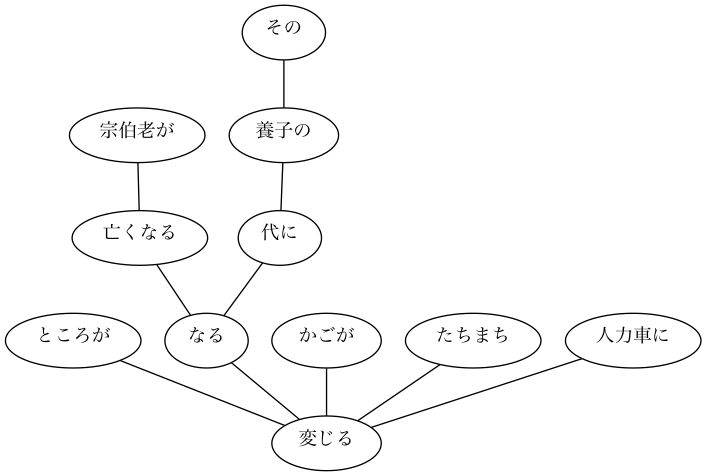 その
宗伯老が
養子の
亡くなる
代に
ところが
なる
かごが
たちまち
人力車に
変じる